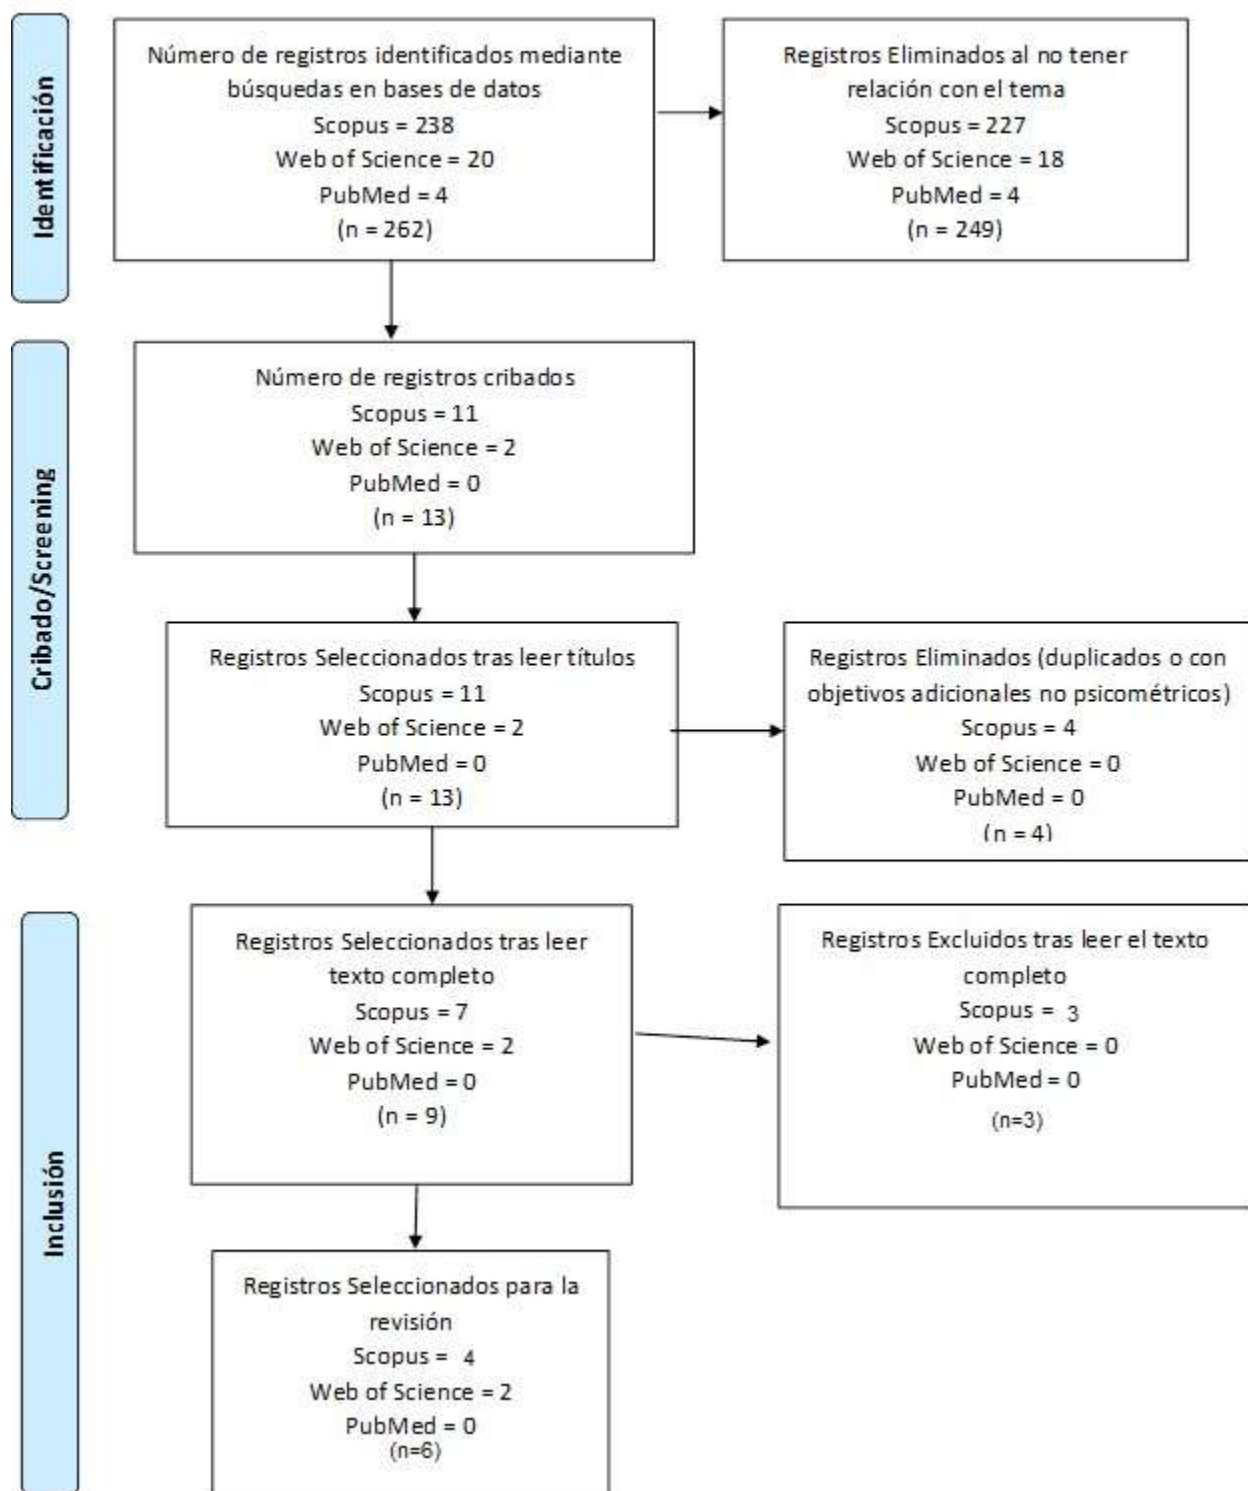 Identificación
Número de registros identificados mediante
búsquedas en bases de datos
Scopus = 238
Web of Science = 20
PubMed = 4
(n = 262)
Registros Eliminados al no tener
relación con el tema
Scopus = 227
Web of Science = 18
PubMed = 4
(n = 249)
Cribado/Screening
Número de registros cribados
Scopus = 11
Web of Science = 2
PubMed = 0
(n = 13)
Registros Seleccionados tras leer títulos
Scopus = 11
Web of Science = 2
PubMed = 0
(n = 13)
Registros Eliminados (duplicados o con
objetivos adicionales no psicométricos)
Scopus = 4
Web of Science = 0
PubMed = 0
(n = 4)
Inclusión
Registros Seleccionados tras leer
texto completo
Scopus = 7
Web of Science = 2
PubMed = 0
(n = 9)
Registros Excluidos tras leer el texto
completo
Scopus = 3
Web of Science = 0
PubMed = 0
(n=3)
Registros Seleccionados para la
revisión
Scopus = 4
Web of Science = 2
PubMed = 0
(n=6)